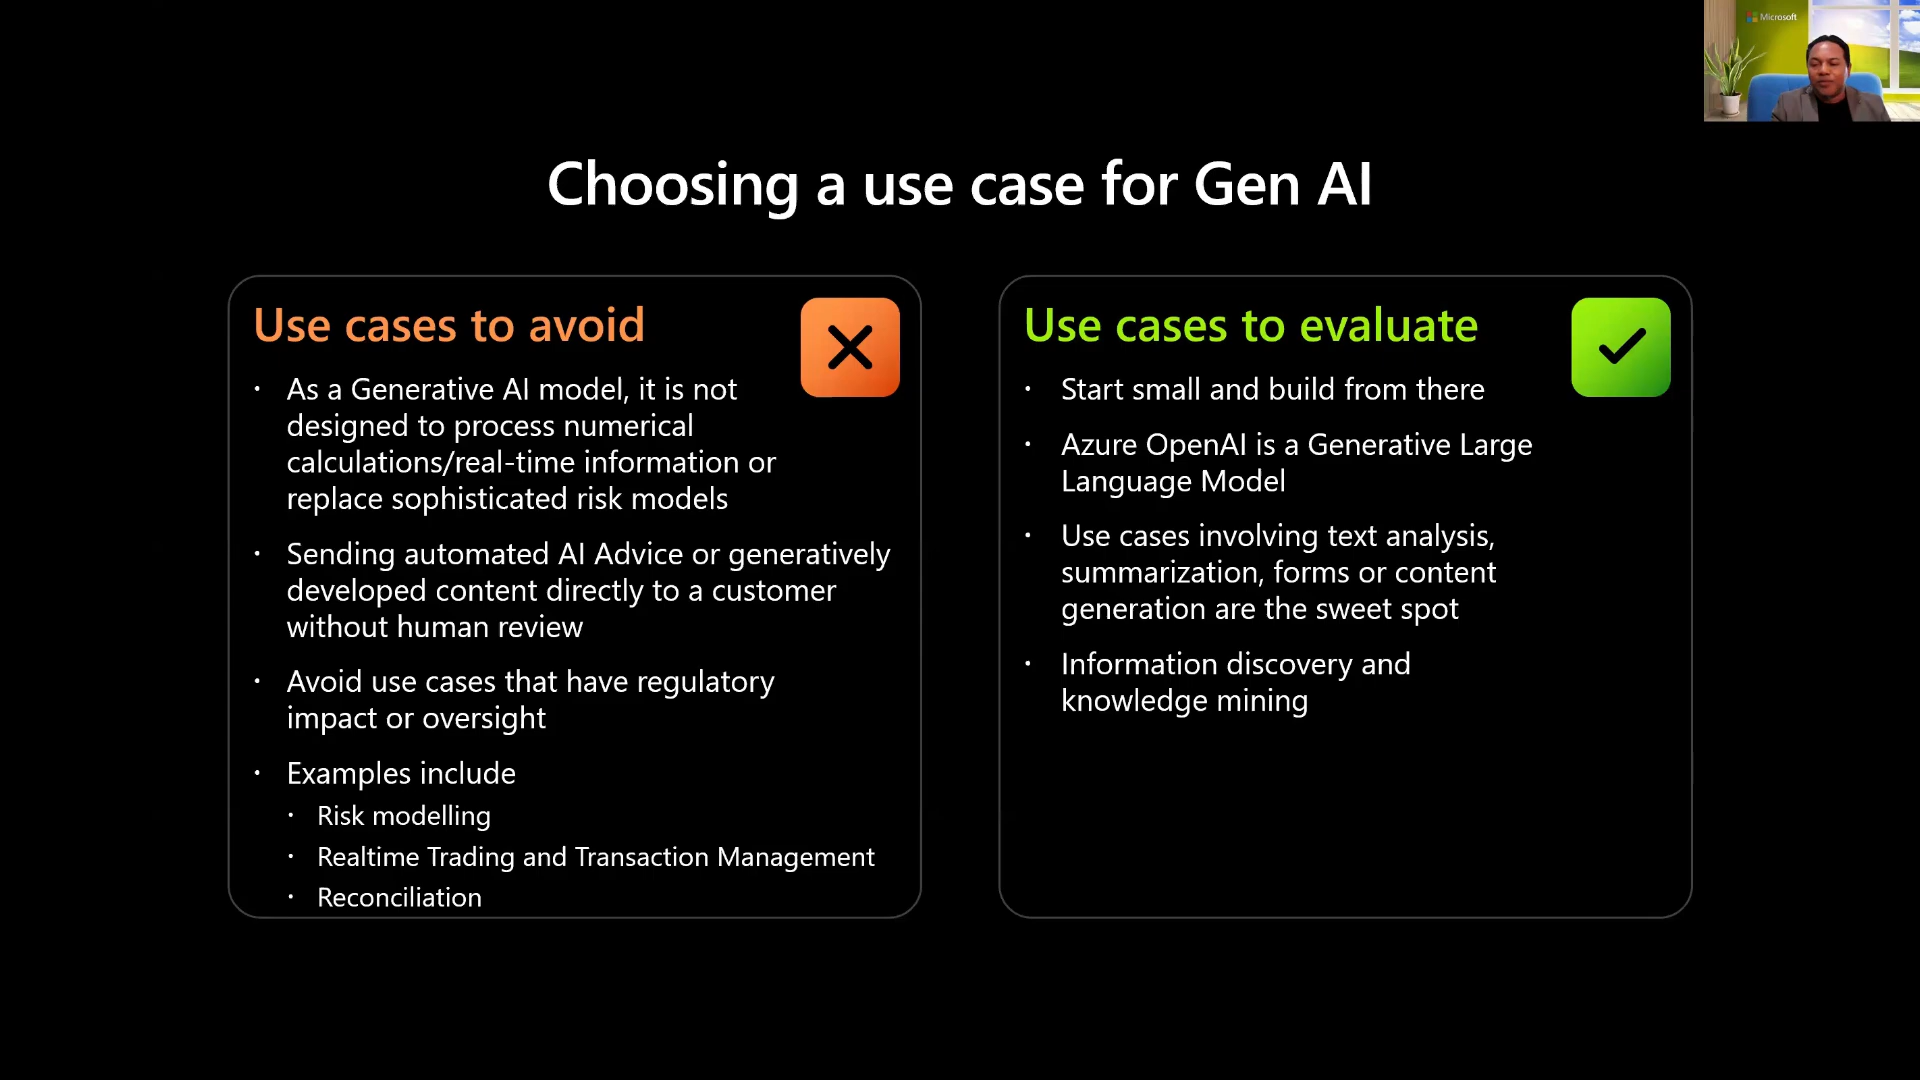 Microsoft
Choosing a use case for Gen AI
Use cases to avoid
· As a Generative AI model, it is not
designed to process numerical
calculations/real-time information or
replace sophisticated risk models
· Sending automated AI Advice or generatively
developed content directly to a customer
without human review
· Avoid use cases that have regulatory
impact or oversight
· Examples include
· Risk modelling
· Realtime Trading and Transaction Management
· Reconciliation
Use cases to evaluate
· Start small and build from there
· Azure OpenAI is a Generative Large
Language Model
· Use cases involving text analysis,
summarization, forms or content
generation are the sweet spot
· Information discovery and
knowledge mining